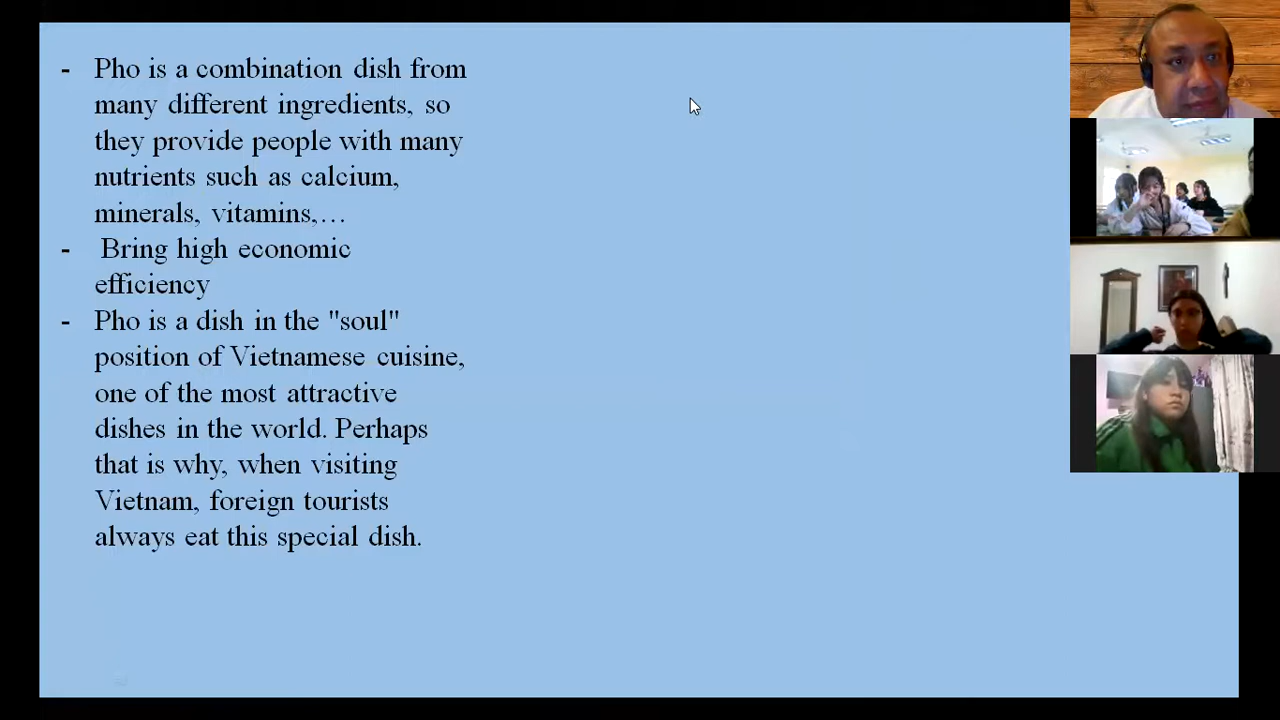 - Pho is a combination dish from
many different ingredients, so
they provide people with many
nutrients such as calcium,
minerals, vitamins,…
- Bring high economic
efficiency
- Pho is a dish in the "soul"
position of Vietnamese cuisine,
one of the most attractive
dishes in the world. Perhaps
that is why, when visiting
Vietnam, foreign tourists
always eat this special dish.